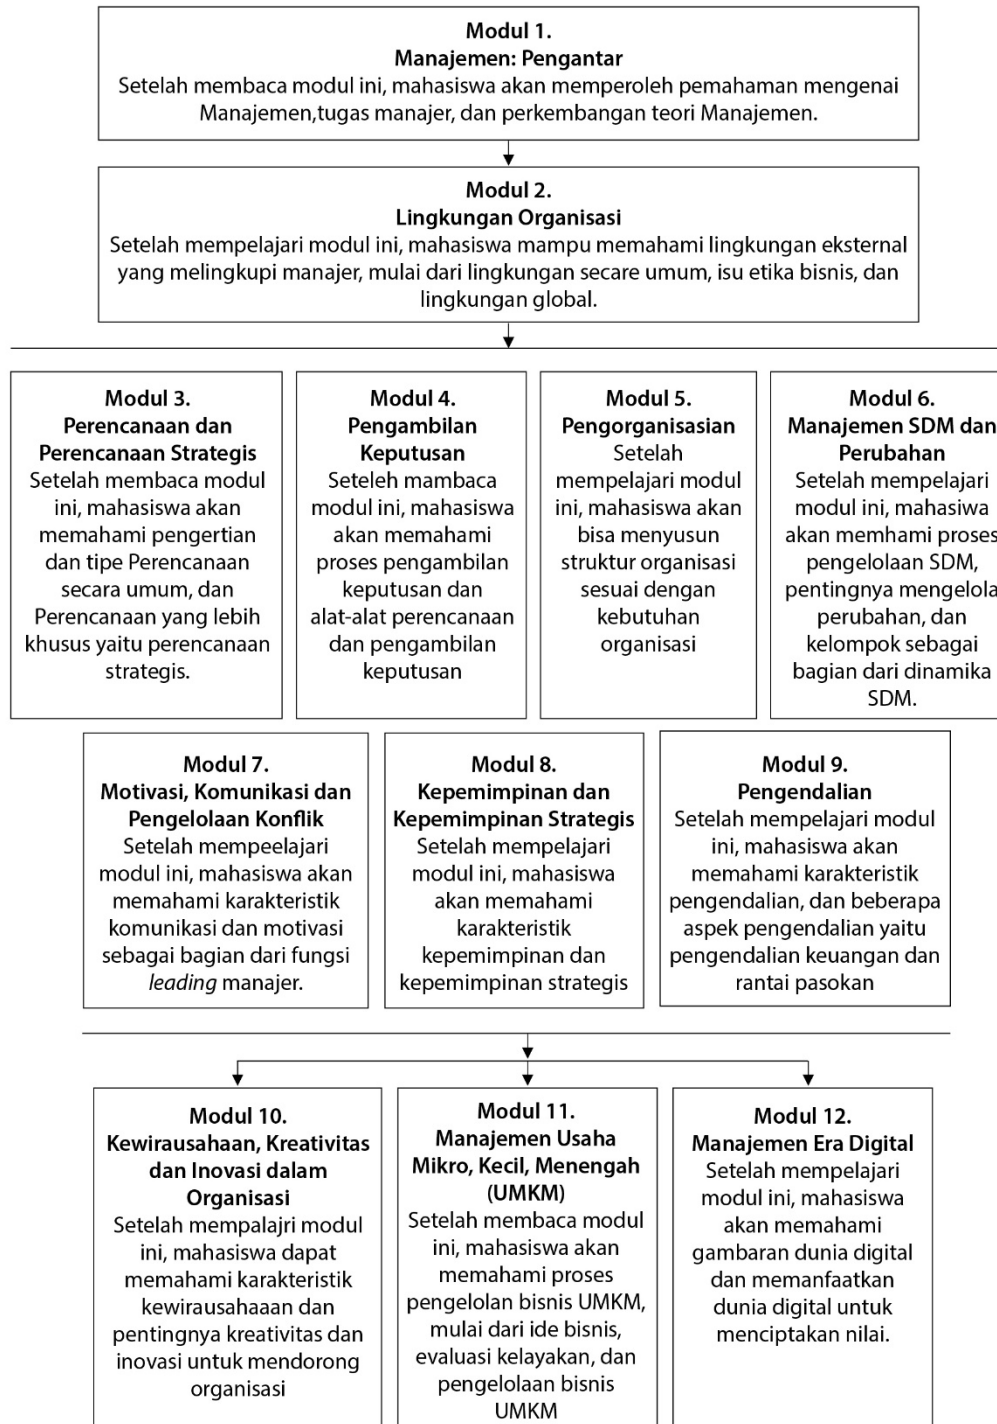 Modul 1.
Manajemen: Pengantar
Setelah membaca modul ini, mahasiswa akan memperoleh pemahaman mengenai
Manajemen,tugas manajer, dan perkembangan teori Manajemen.
Modul 2.
Lingkungan Organisasi
Setelah mempelajari modul ini, mahasiswa mampu memahami lingkungan eksternal
yang melingkupi manajer, mulai dari lingkungan secare umum, isu etika bisnis, dan
lingkungan global.
Modul 3.
Perencanaan dan
Perencanaan Strategis
Setelah membaca modul
ini, mahasiswa akan
memahami pengertian
dan tipe Perencanaan
secara umum, dan
Perencanaan yang lebih
khusus yaitu perencanaan
strategis.
Modul 4.
Pengambilan
Keputusan
Seteleh mambaca
modul ini, mahasiswa
akan memahami
proses pengambilan
keputusan dan
alat-alat perencanaan
dan pengambilan
keputusan
Modul 5.
Pengorganisasian
Setelah
mempelajari modul
ini, mahasiswa akan
bisa menyusun
struktur organisasi
sesuai dengan
kebutuhan
organisasi
Modul 6.
Manajemen SDM dan
Perubahan
Setelah mempelajari
modul ini, mahasiwa
akan memhami proses
pengelolaan SDM,
pentingnya mengelola
perubahan, dan
kelompok sebagai
bagian dari dinamika
SDM.
Modul 7.
Motivasi, Komunikasi dan
Pengelolaan Konflik
Setelah mempeelajari
modul ini, mahasiswa akan
memahami karakteristik
komunikasi dan motivasi
sebagai bagian dari fungsi
leading manajer.
Modul 8.
Kepemimpinan dan
Kepemimpinan Strategis
Setelah mempelajari
modul ini, mahasiswa
akan memahami
karakteristik
kepemimpinan dan
kepemimpinan strategis
Modul 9.
Pengendalian
Setelah mempelajari modul
ini, mahasiswa akan
memahami karakteristik
pengendalian, dan beberapa
aspek pengendalian yaitu
pengendalian keuangan dan
rantai pasokan
Modul 10.
Kewirausahaan, Kreativitas
dan Inovasi dalam
Organisasi
Setelah mempalajri modul
ini, mahasiswa dapat
memahami karakteristik
kewirausahaaan dan
pentingnya kreativitas dan
inovasi untuk mendorong
organisasi
Modul 11.
Manajemen Usaha
Mikro, Kecil, Menengah
(UMKM)
Setelah membaca modul
ini, mahasiswa akan
memahami proses
pengelolan bisnis UMKM,
mulai dari ide bisnis,
evaluasi kelayakan, dan
pengelolaan bisnis
UMKM
Modul 12.
Manajemen Era Digital
Setelah mempelajari
modul ini, mahasiswa
akan memahami
gambaran dunia digital
dan memanfaatkan
dunia digital untuk
menciptakan nilai.